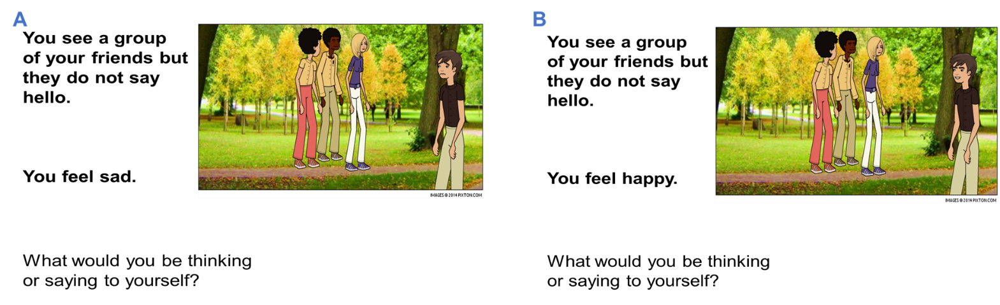 A
You see a group
of your friends but
they do not say
hello.
You feel sad.
IMAGES © 2014 PIXTON.COM
What would you be thinking
or saying to yourself?
B
You see a group
of your friends but
they do not say
hello.
You feel happy.
IMAGES © 2014 PIXTON.COM
What would you be thinking
or saying to yourself?